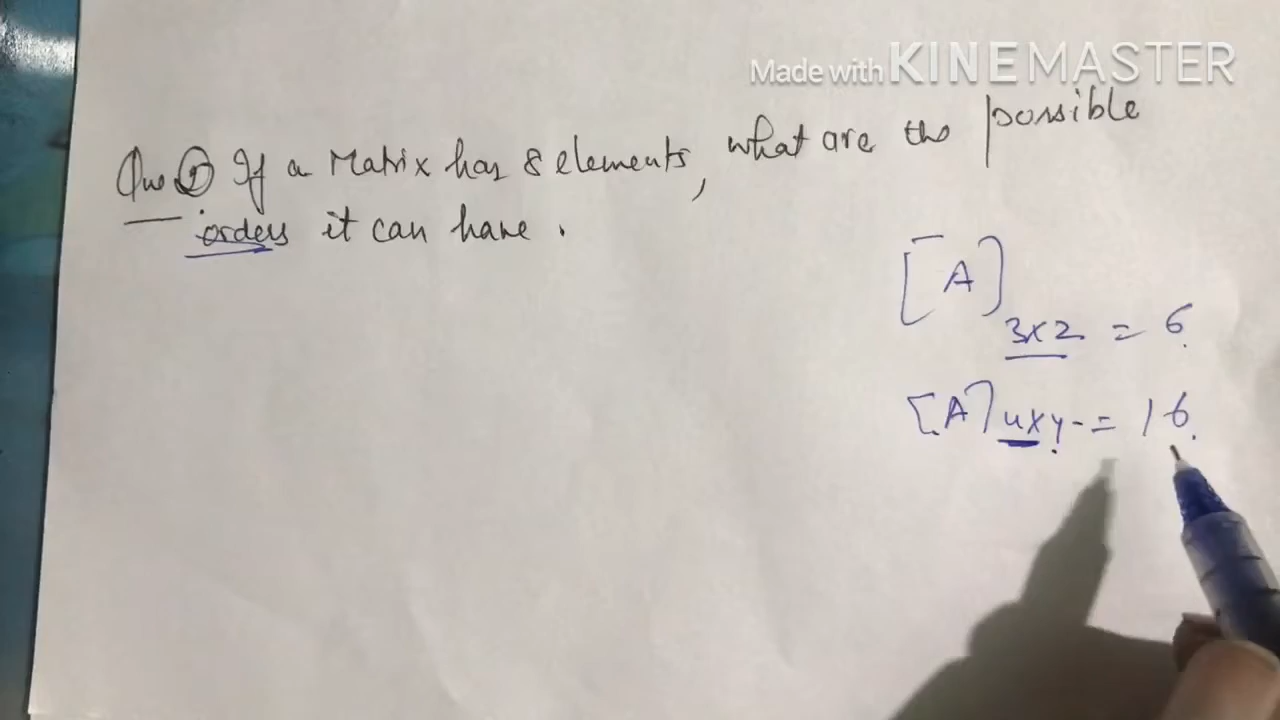 Made with KINEMASTER
Que ① If a Matrix has 8 elements, what are the possible
orders it can have.
[A]
3x2 = 6
[A] 4x4 = 16